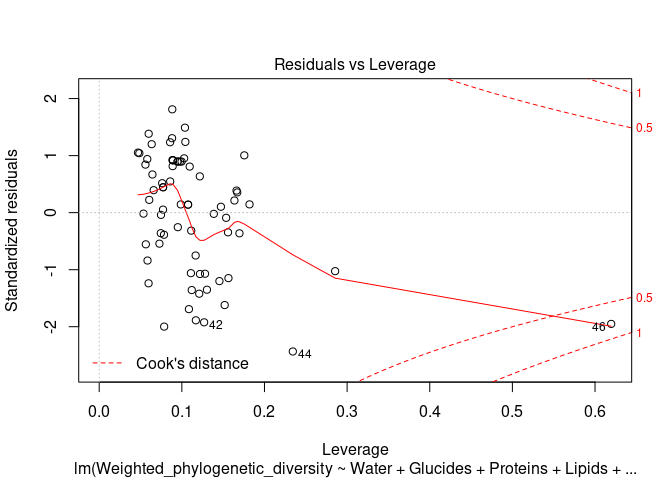 Residuals vs Leverage
Standardized residuals
2
1
0
-1
-2
1
0.5
0.5
1
42
44
46
Cook's distance
0.0 0.1 0.2 0.3 0.4 0.5 0.6
Leverage
lm(Weighted_phylogenetic_diversity ~ Water + Glucides + Proteins + Lipids + ...